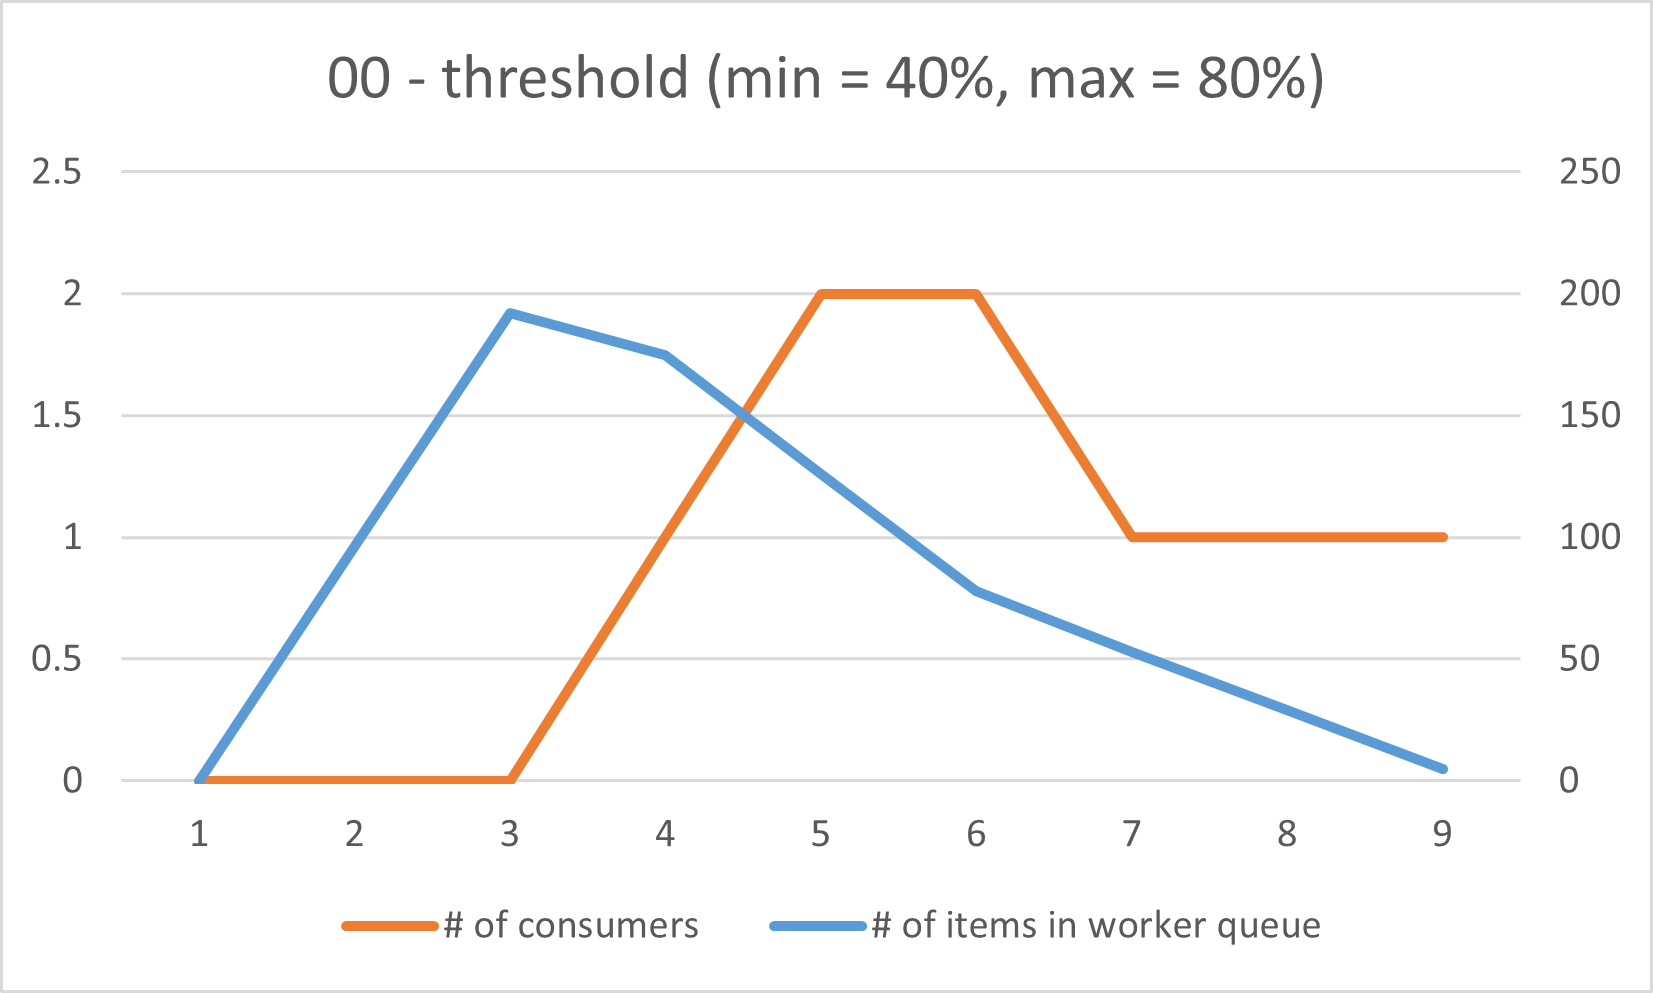 00 - threshold (min = 40%, max = 80%)
2.5 250
2 200
1.5 150
1 100
0.5 50
0 0
1 2 3 4 5 6 7 8 9
# of consumers # of items in worker queue